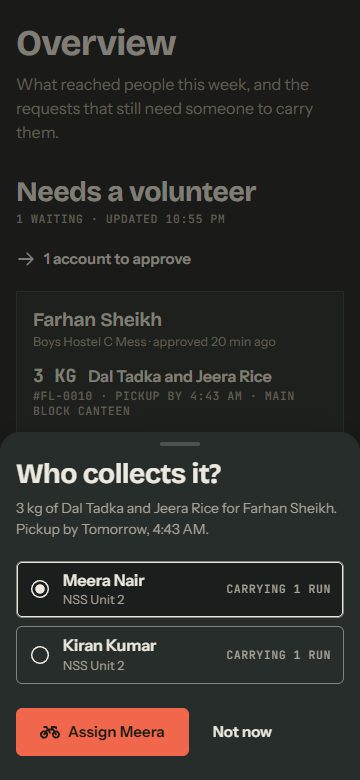 Overview
What reached people this week, and the
requests that still need someone to carry
them.
Needs a volunteer
1 WAITING · UPDATED 10:55 PM
→ 1 account to approve
Farhan Sheikh
Boys Hostel C Mess · approved 20 min ago
3 KG Dal Tadka and Jeera Rice
#FL-0010 · PICKUP BY 4:43 AM · MAIN
BLOCK CANTEEN
Who collects it?
3 kg of Dal Tadka and Jeera Rice for Farhan Sheikh.
Pickup by Tomorrow, 4:43 AM.
Meera Nair
NSS Unit 2
CARRYING 1 RUN
Kiran Kumar
NSS Unit 2
CARRYING 1 RUN
Assign Meera
Not now